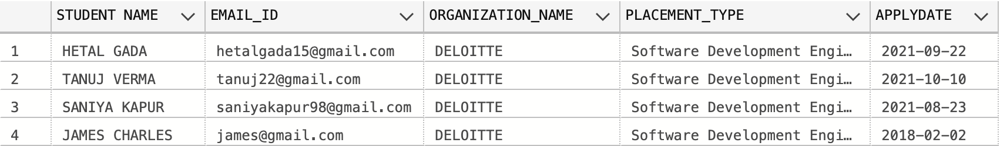 STUDENT NAME EMAIL_ID ORGANIZATION_NAME PLACEMENT_TYPE APPLYDATE
1 HETAL GADA hetalgada15@gmail.com DELOITTE Software Development Engi… 2021-09-22
2 TANUJ VERMA tanuj22@gmail.com DELOITTE Software Development Engi… 2021-10-10
3 SANIYA KAPUR saniyakapur98@gmail.com DELOITTE Software Development Engi… 2021-08-23
4 JAMES CHARLES james@gmail.com DELOITTE Software Development Engi… 2018-02-02